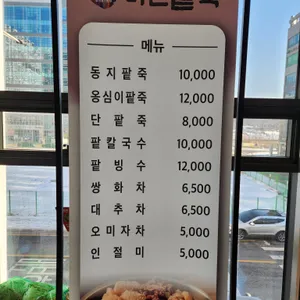 메뉴
동지팥죽 10,000
옹심이팥죽 12,000
단팥죽 8,000
팥칼국수 10,000
팥빙수 12,000
쌍화차 6,500
대추차 6,500
오미자차 5,000
인절미 5,000